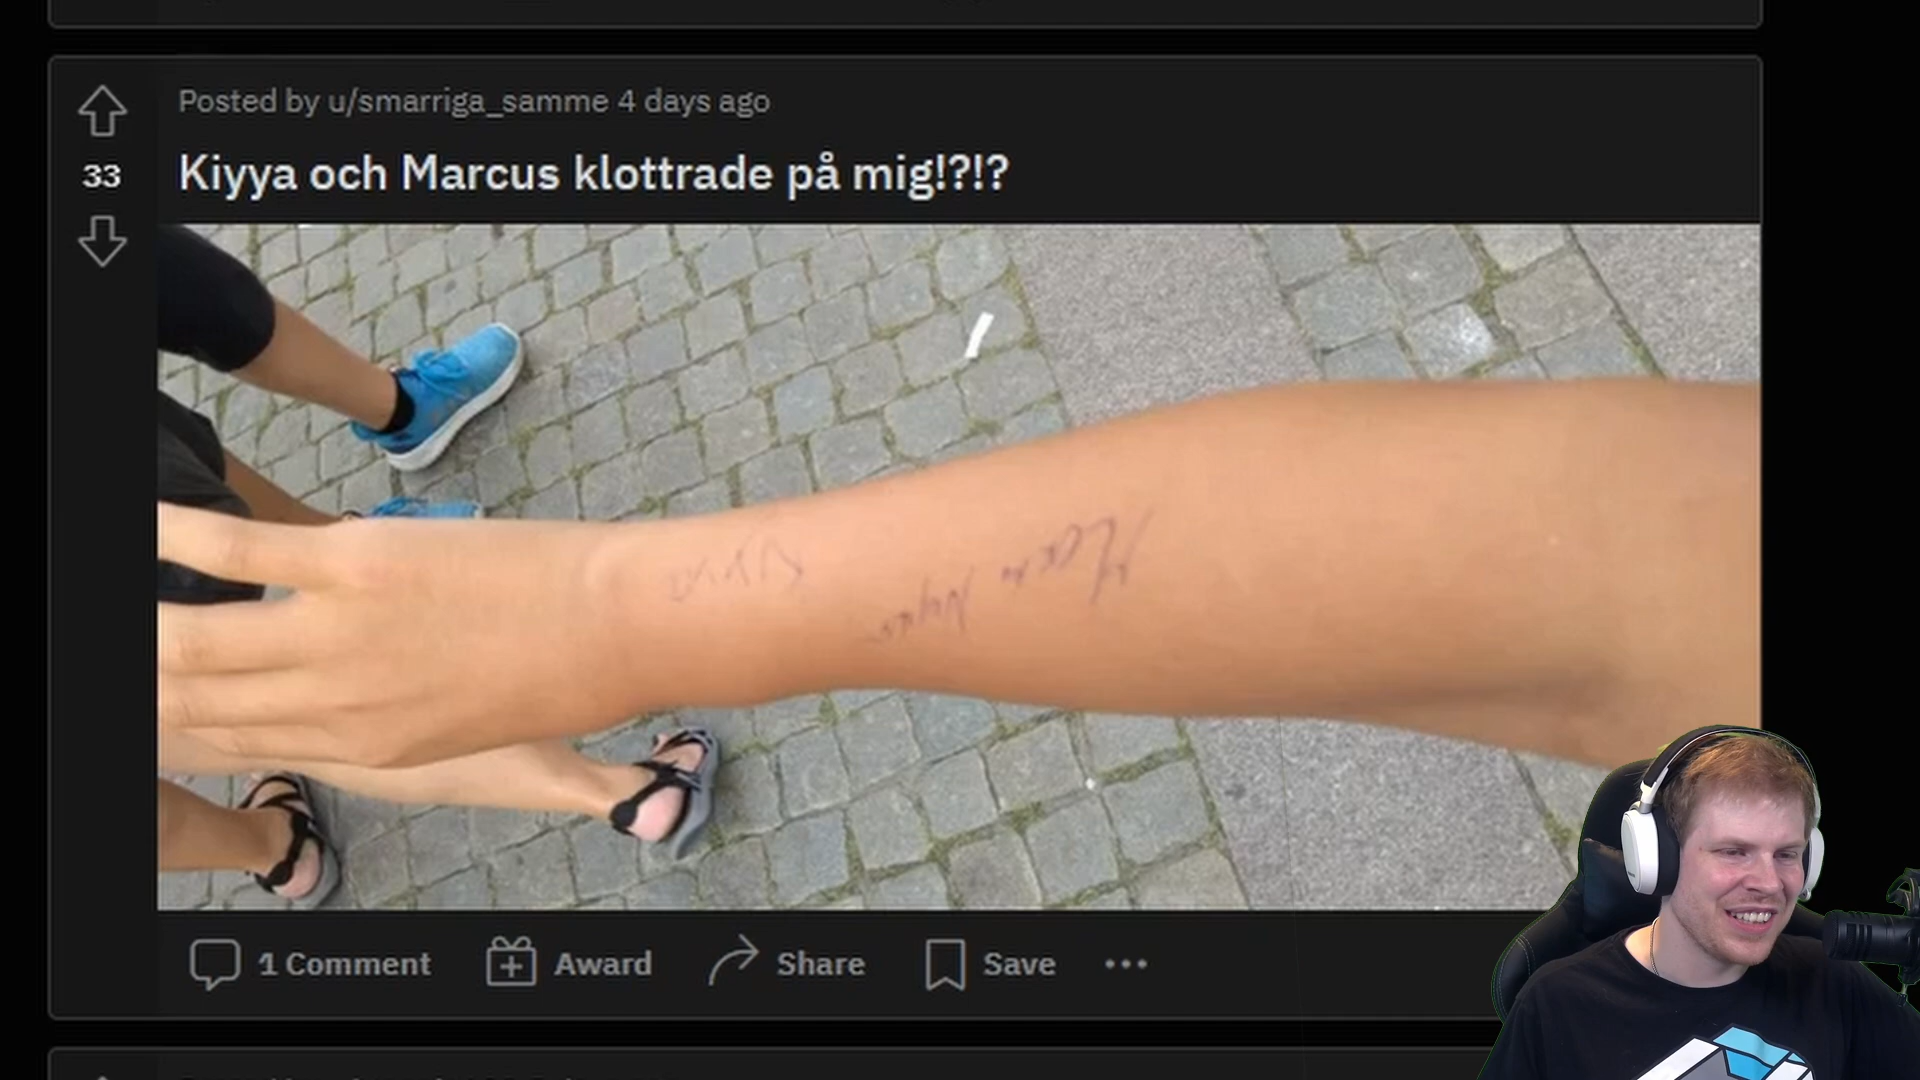 Posted by u/smarriga_samme 4 days ago
33
Kiyya och Marcus klottrade på mig!?!?
1 Comment
Award
Share
Save